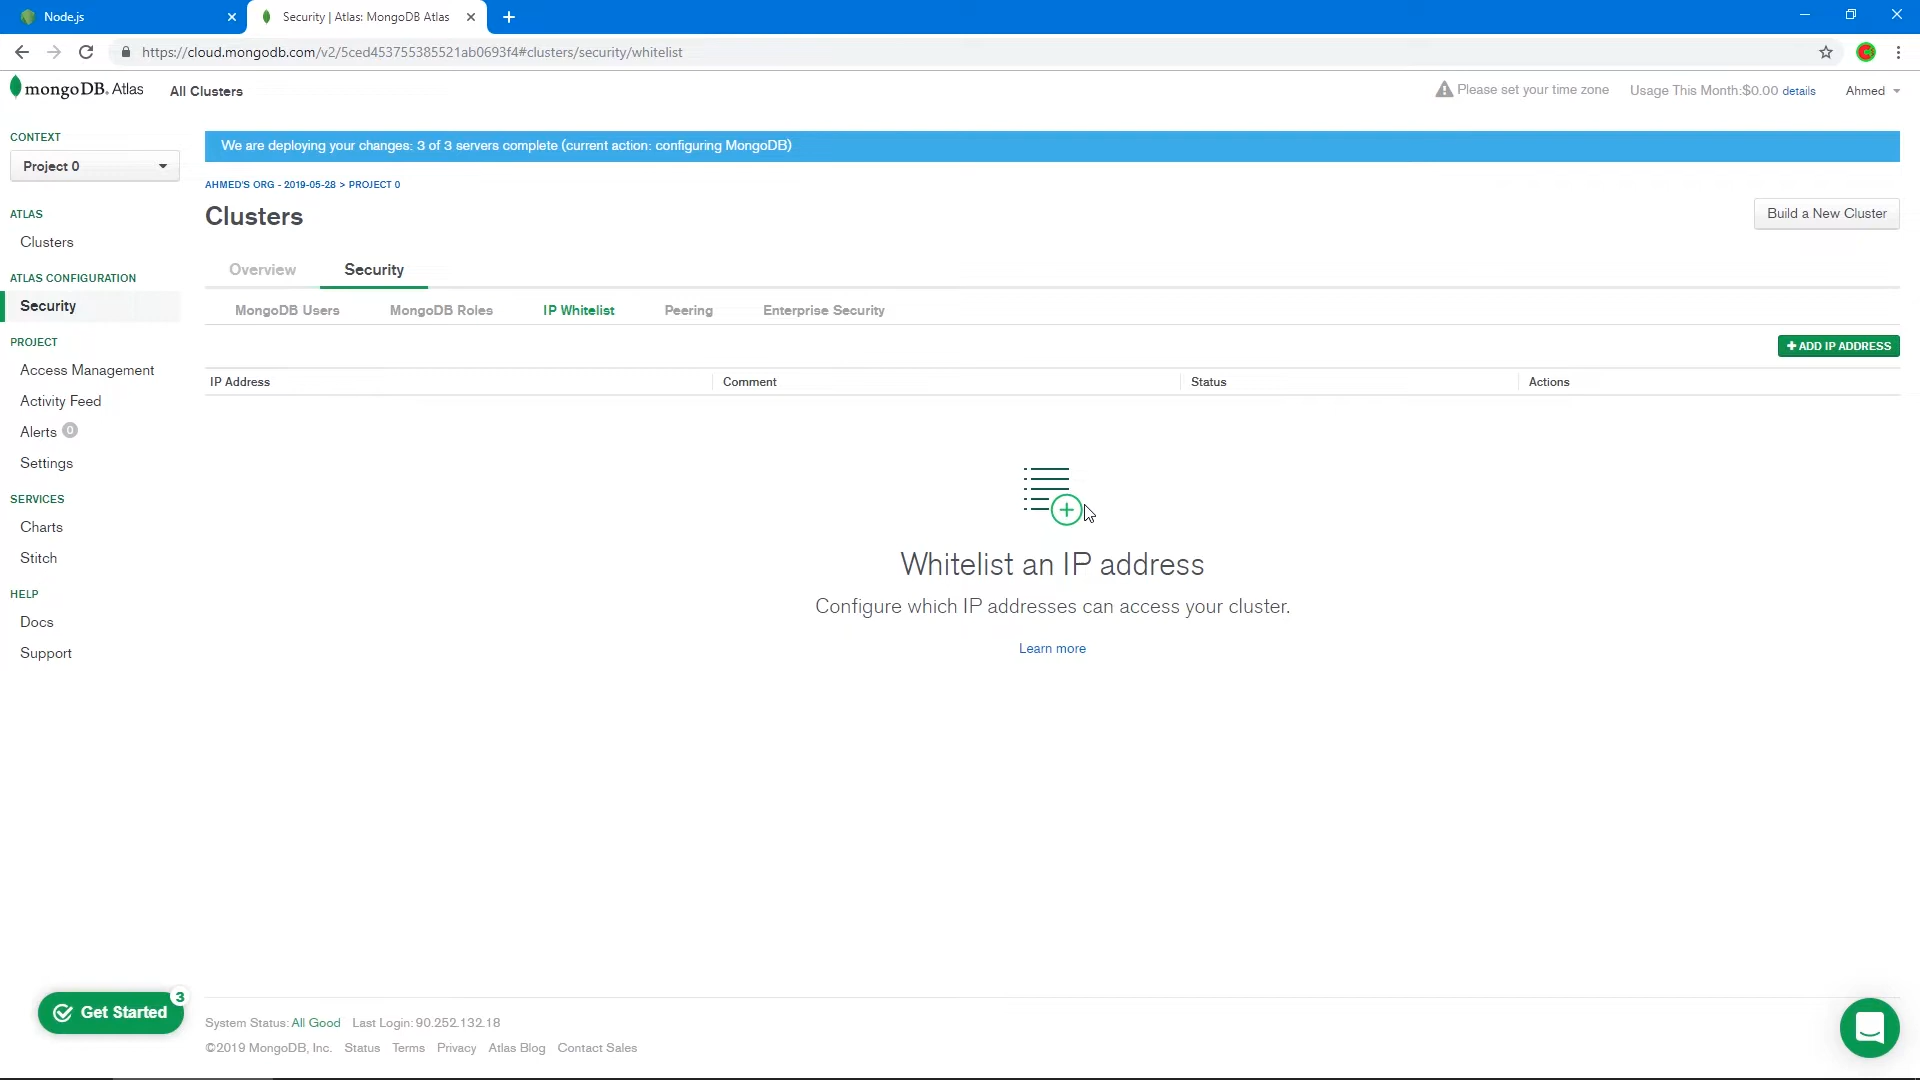 Node.js
Security | Atlas: MongoDB Atlas
https://cloud.mongodb.com/v2/5ced453755385521ab0693f4#clusters/security/whitelist
mongoDB. Atlas
All Clusters
Please set your time zone
Usage This Month:$0.00 details
Ahmed
CONTEXT
Project 0
ATLAS
Clusters
ATLAS CONFIGURATION
Security
PROJECT
Access Management
Activity Feed
Alerts 0
Settings
SERVICES
Charts
Stitch
HELP
Docs
Support
Get Started
3
We are deploying your changes: 3 of 3 servers complete (current action: configuring MongoDB)
AHMED'S ORG - 2019-05-28 > PROJECT 0
Clusters
Build a New Cluster
Overview
Security
MongoDB Users
MongoDB Roles
IP Whitelist
Peering
Enterprise Security
+ ADD IP ADDRESS
IP Address
Comment
Status
Actions
Whitelist an IP address
Configure which IP addresses can access your cluster.
Learn more
System Status: All Good Last Login: 90.252.132.18
©2019 MongoDB, Inc. Status Terms Privacy Atlas Blog Contact Sales